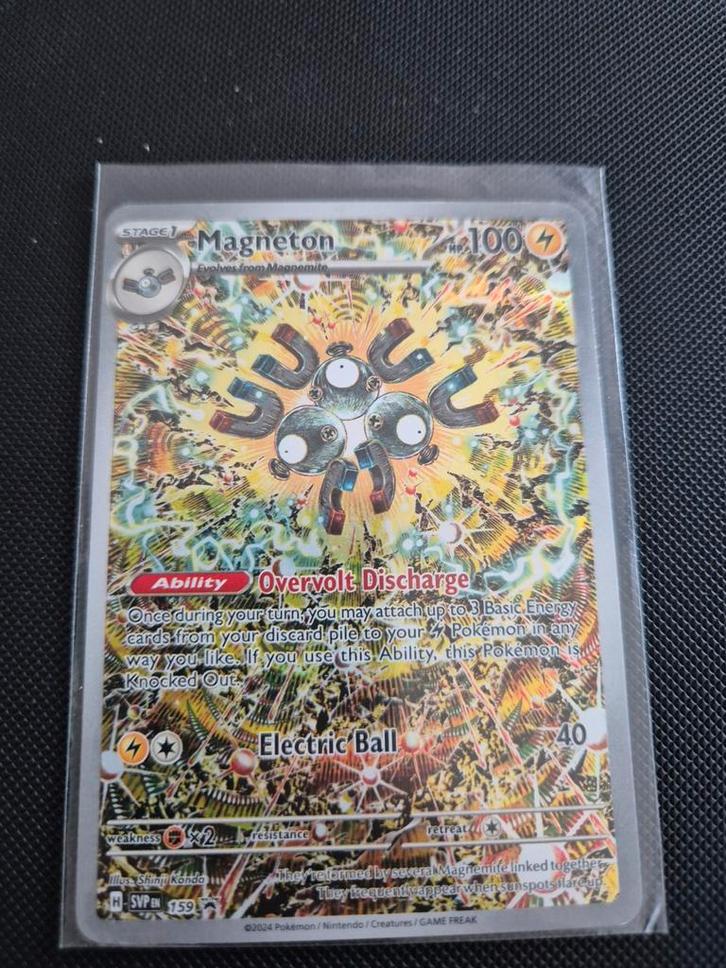 STAGE 1
Magneton
HP 100
Evolves from Magnemite
Ability Overvolt Discharge
Once during your turn, you may attach up to 3 Basic Energy
cards from your discard pile to your Pokémon in any
way you like. If you use this Ability, this Pokémon is
Knocked Out.
Electric Ball 40
weakness ×2 resistance retreat
Illus. Shinji Kanda
They're formed by several Magnemite linked together.
They frequently appear when sunspots flare up.
H SVP EN 159
©2024 Pokémon / Nintendo / Creatures / GAME FREAK